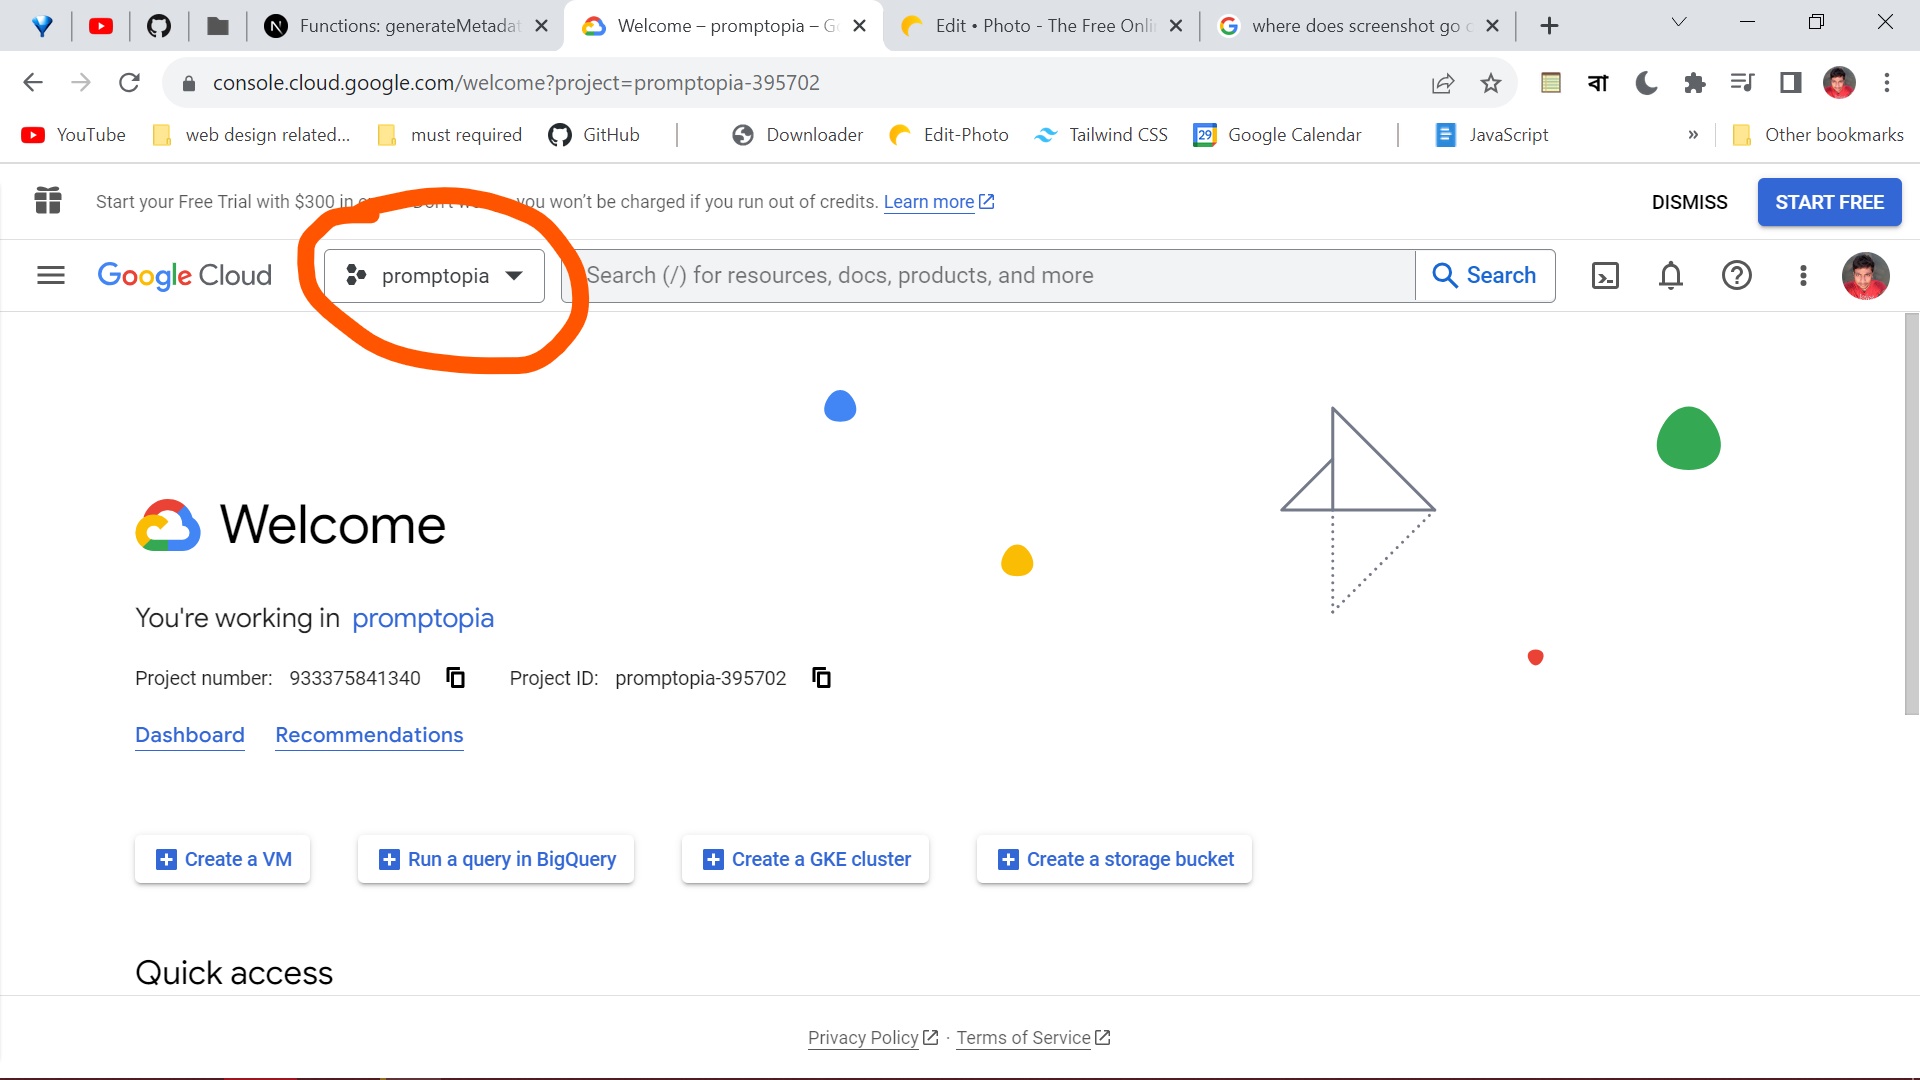 Functions: generateMetadat
Welcome – promptopia – Go
Edit • Photo - The Free Onli
where does screenshot go o
console.cloud.google.com/welcome?project=promptopia-395702
বা
YouTube
web design related...
must required
GitHub
Downloader
Edit-Photo
Tailwind CSS
29
Google Calendar
JavaScript
»
Other bookmarks
Start your Free Trial with $300 in you won't be charged if you run out of credits. Learn more
DISMISS
START FREE
Google Cloud
promptopia
Search (/) for resources, docs, products, and more
Search
Welcome
You're working in promptopia
Project number: 933375841340
Project ID: promptopia-395702
Dashboard
Recommendations
Create a VM
Run a query in BigQuery
Create a GKE cluster
Create a storage bucket
Quick access
Privacy Policy · Terms of Service